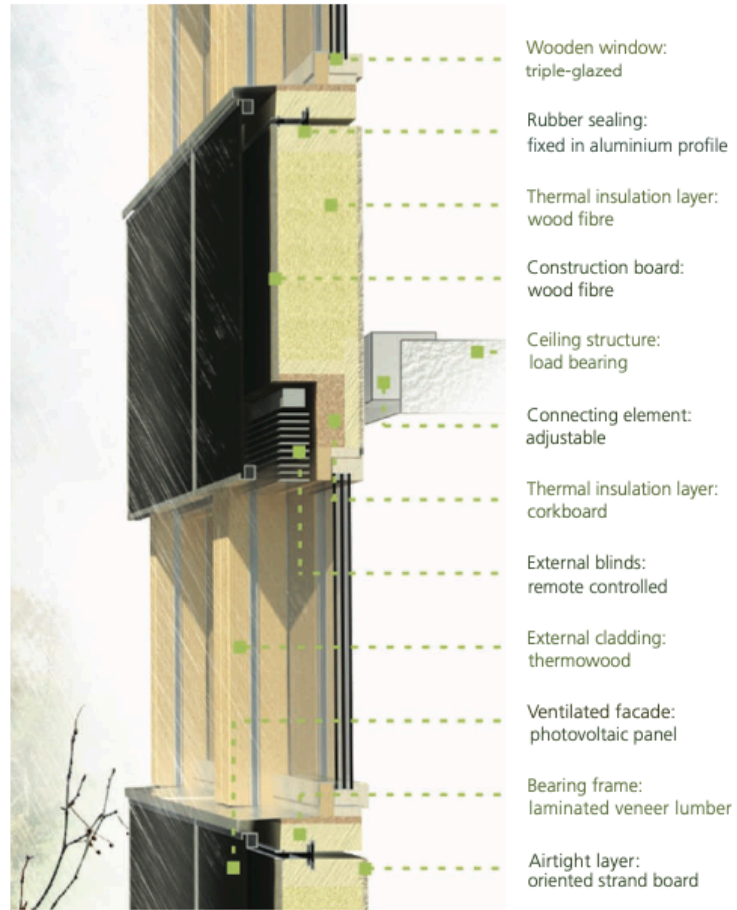 Wooden window:
triple-glazed
Rubber sealing:
fixed in aluminium profile
Thermal insulation layer:
wood fibre
Construction board:
wood fibre
Ceiling structure:
load bearing
Connecting element:
adjustable
Thermal insulation layer:
corkboard
External blinds:
remote controlled
External cladding:
thermowood
Ventilated facade:
photovoltaic panel
Bearing frame:
laminated veneer lumber
Airtight layer:
oriented strand board